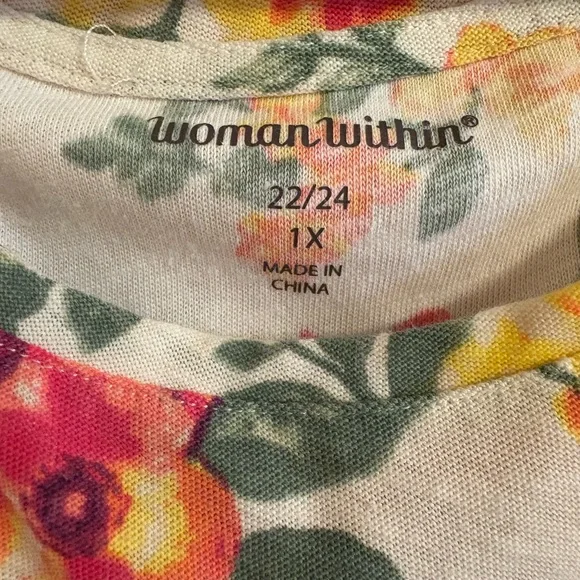 woman within®
22/24
1X
MADE IN
CHINA